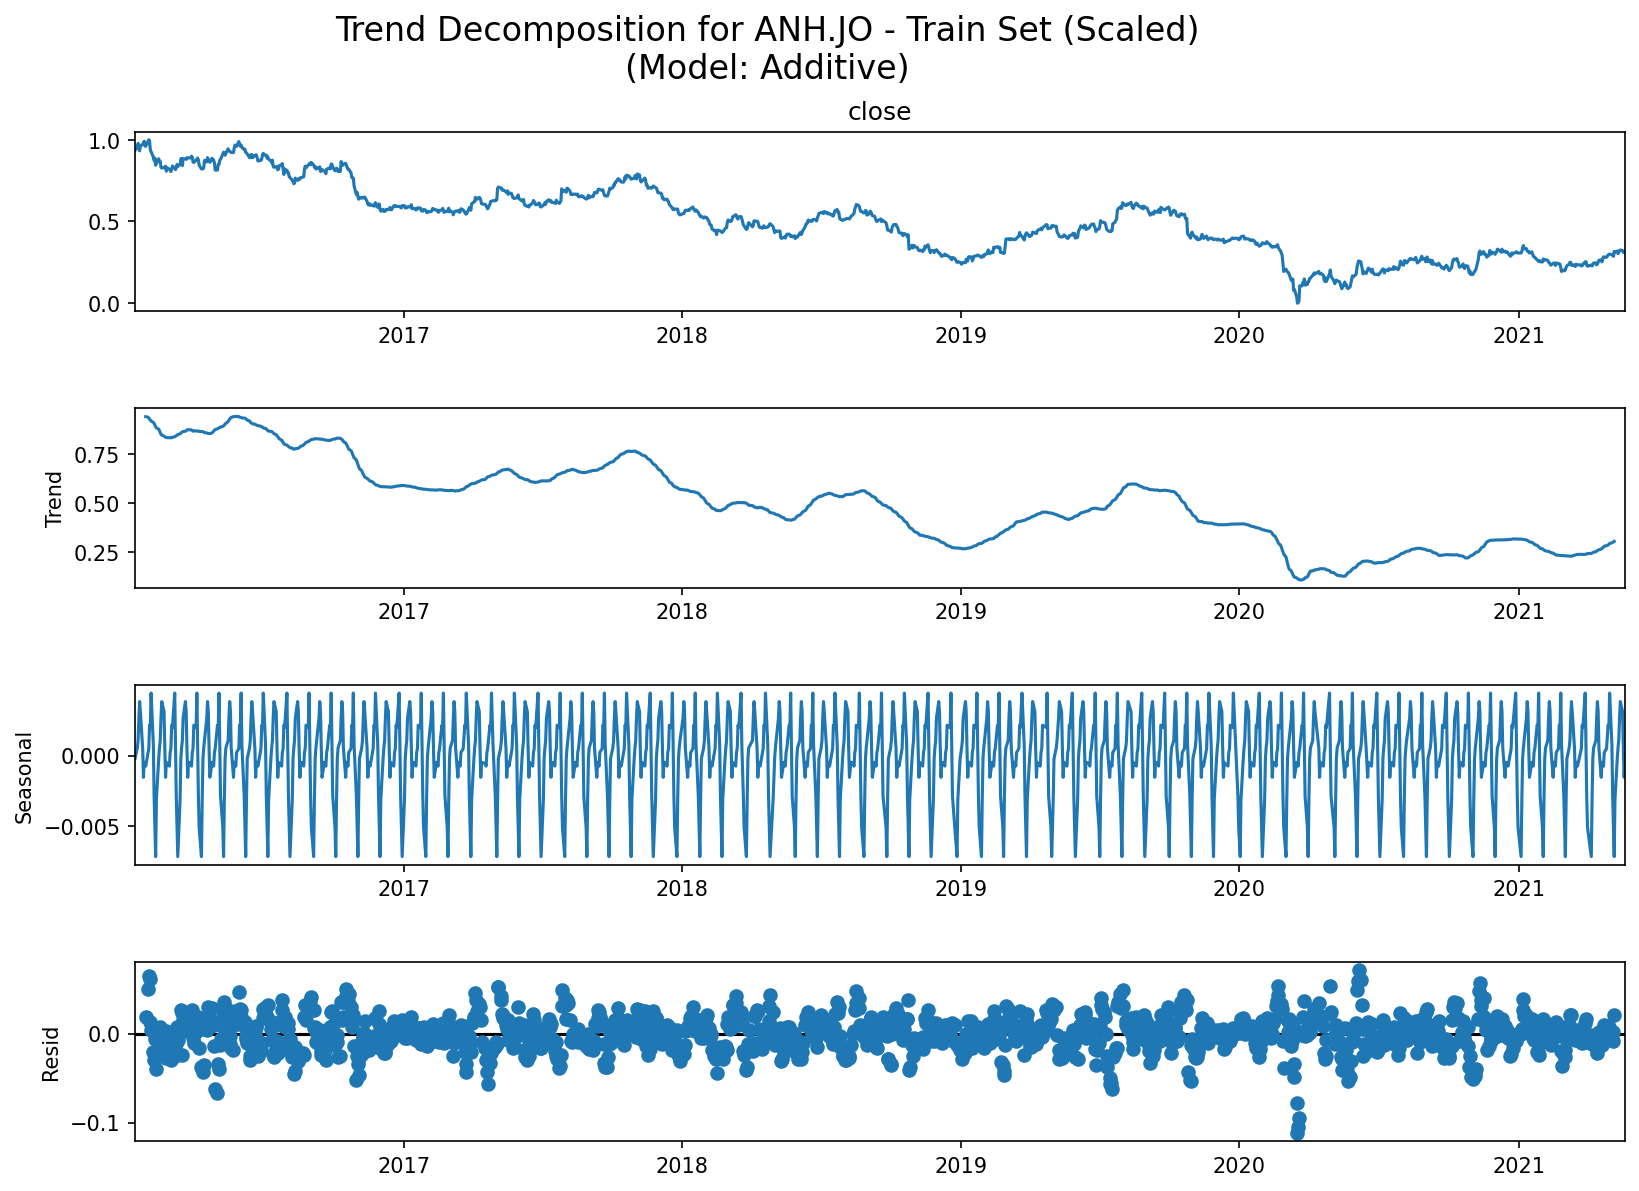 Trend Decomposition for ANH.JO - Train Set (Scaled)
(Model: Additive)
close
1.0
0.5
0.0
2017 2018 2019 2020 2021
Trend
0.75
0.50
0.25
2017 2018 2019 2020 2021
Seasonal
0.000
−0.005
2017 2018 2019 2020 2021
Resid
0.0
−0.1
2017 2018 2019 2020 2021